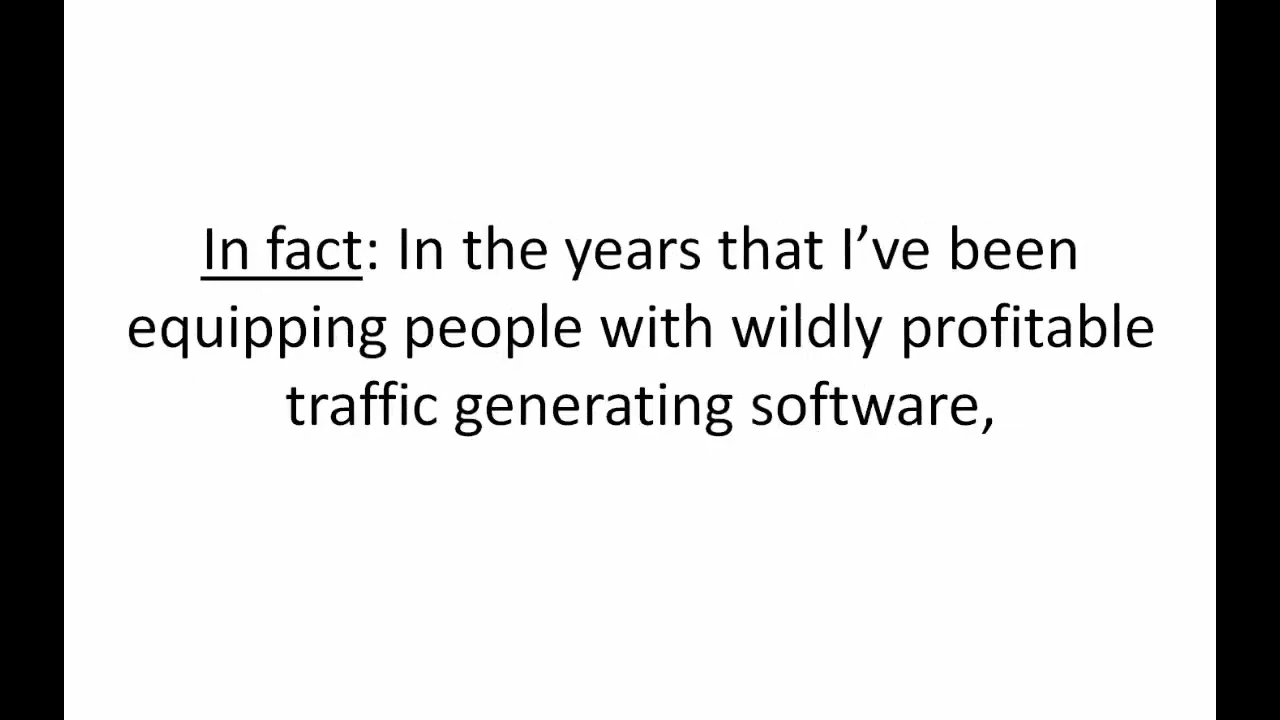 In fact: In the years that I’ve been
equipping people with wildly profitable
traffic generating software,